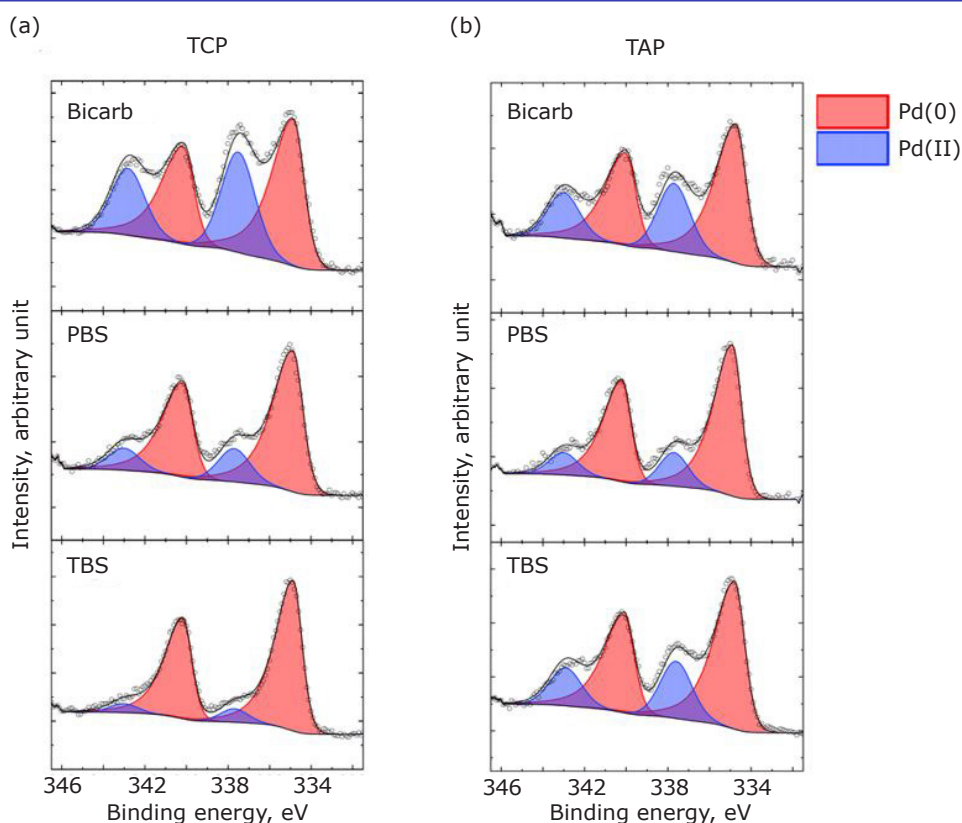 (a)
TCP
Bicarb
PBS
TBS
Intensity, arbitrary unit
346 342 338 334
Binding energy, eV
(b)
TAP
Bicarb
PBS
TBS
Intensity, arbitrary unit
346 342 338 334
Binding energy, eV
Pd(0)
Pd(II)